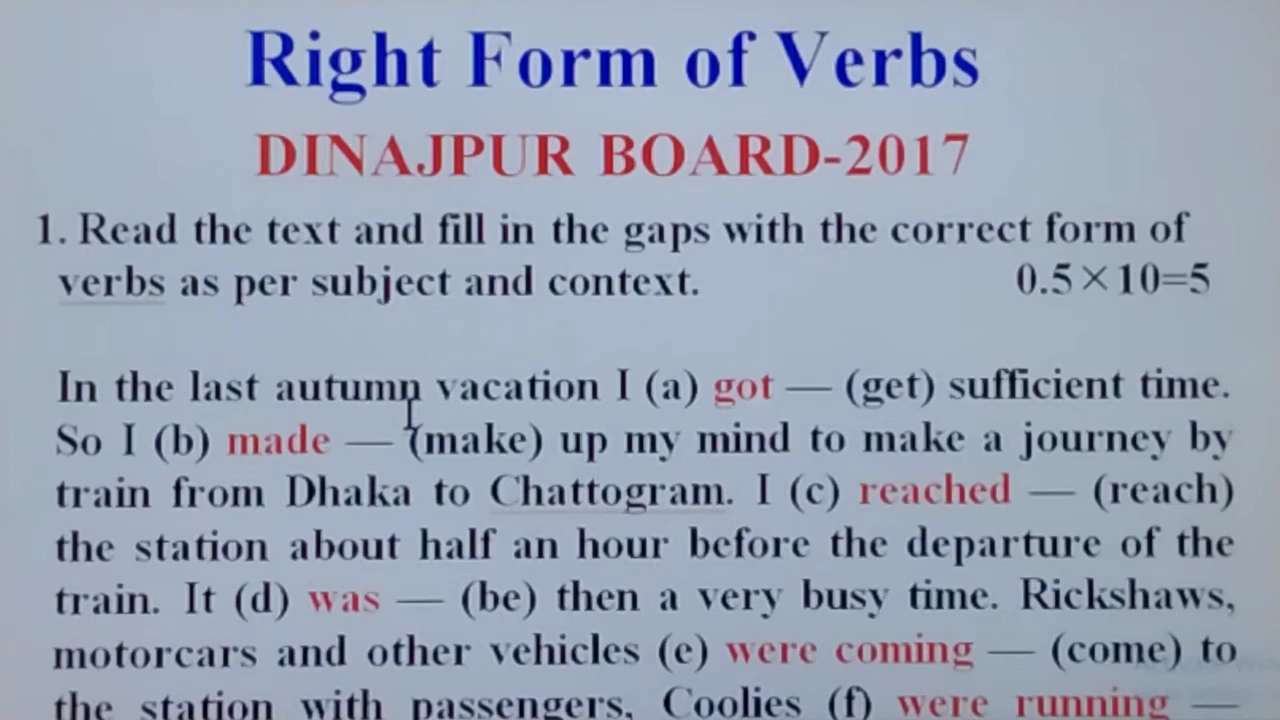 Right Form of Verbs
DINAJPUR BOARD-2017
1. Read the text and fill in the gaps with the correct form of
verbs as per subject and context. 0.5×10=5
In the last autumn vacation I (a) got — (get) sufficient time.
So I (b) made — (make) up my mind to make a journey by
train from Dhaka to Chattogram. I (c) reached — (reach)
the station about half an hour before the departure of the
train. It (d) was — (be) then a very busy time. Rickshaws,
motorcars and other vehicles (e) were coming — (come) to
the station with passengers. Coolies (f) were running —